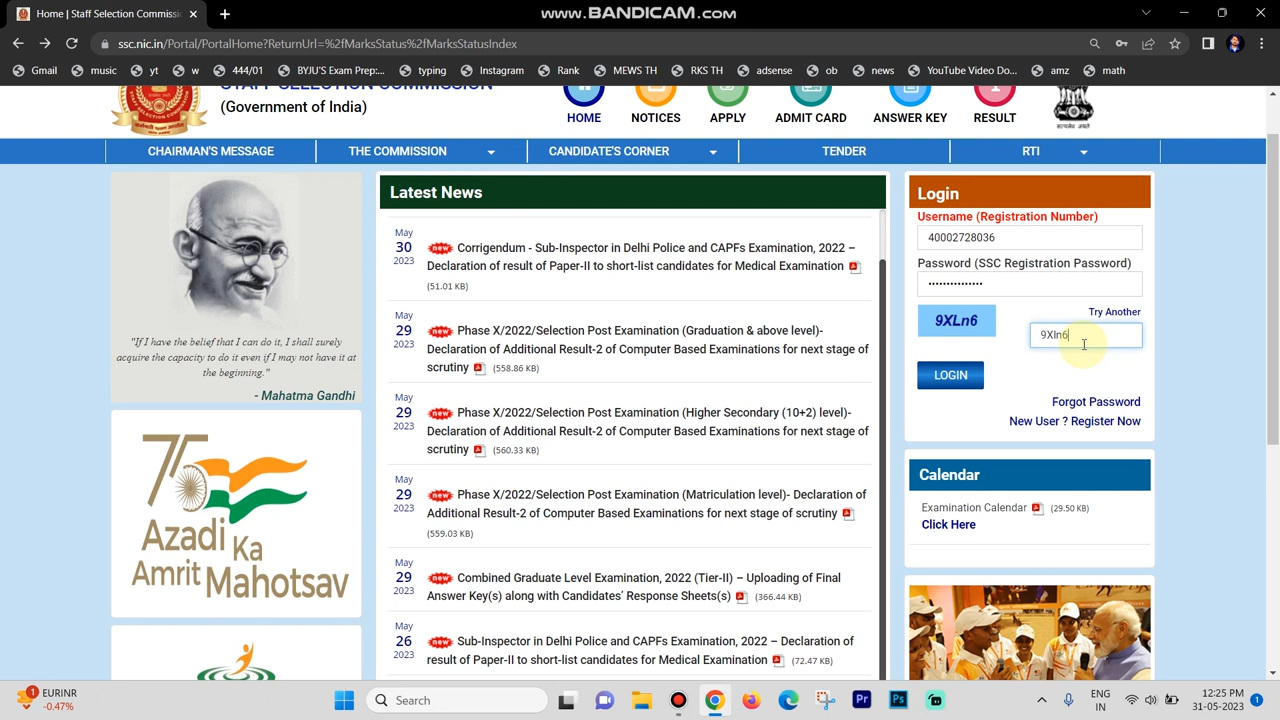 WWW.BANDICAM.COM
Home | Staff Selection Commission
ssc.nic.in/Portal/PortalHome?ReturnUrl=%2fMarksStatus%2fMarksStatusIndex
Gmail music yt w 444/01 BYJU'S Exam Prep:... typing Instagram Rank MEWS TH RKS TH adsense ob news YouTube Video Do... amz math
STAFF SELECTION COMMISSION
(Government of India)
HOME NOTICES APPLY ADMIT CARD ANSWER KEY RESULT
CHAIRMAN'S MESSAGE THE COMMISSION CANDIDATE'S CORNER TENDER RTI
"If I have the belief that I can do it, I shall surely
acquire the capacity to do it even if I may not have it at
the beginning."
- Mahatma Gandhi
75
Azadi Ka
Amrit Mahotsav
Latest News
May
30
2023
new Corrigendum - Sub-Inspector in Delhi Police and CAPFs Examination, 2022 –
Declaration of result of Paper-II to short-list candidates for Medical Examination
(51.01 KB)
May
29
2023
new Phase X/2022/Selection Post Examination (Graduation & above level)-
Declaration of Additional Result-2 of Computer Based Examinations for next stage of
scrutiny (558.86 KB)
May
29
2023
new Phase X/2022/Selection Post Examination (Higher Secondary (10+2) level)-
Declaration of Additional Result-2 of Computer Based Examinations for next stage of
scrutiny (560.33 KB)
May
29
2023
new Phase X/2022/Selection Post Examination (Matriculation level)- Declaration of
Additional Result-2 of Computer Based Examinations for next stage of scrutiny
(559.03 KB)
May
29
2023
new Combined Graduate Level Examination, 2022 (Tier-II) – Uploading of Final
Answer Key(s) along with Candidates' Response Sheets(s) (366.44 KB)
May
26
2023
new Sub-Inspector in Delhi Police and CAPFs Examination, 2022 – Declaration of
result of Paper-II to short-list candidates for Medical Examination (72.47 KB)
Login
Username (Registration Number)
40002728036
Password (SSC Registration Password)
•••••••••••••••
9XLn6
Try Another
9Xln6
LOGIN
Forgot Password
New User ? Register Now
Calendar
Examination Calendar (29.50 KB)
Click Here
1
EURINR
-0.47%
Search
Pr
Ps
ENG
IN
12:25 PM
31-05-2023
1